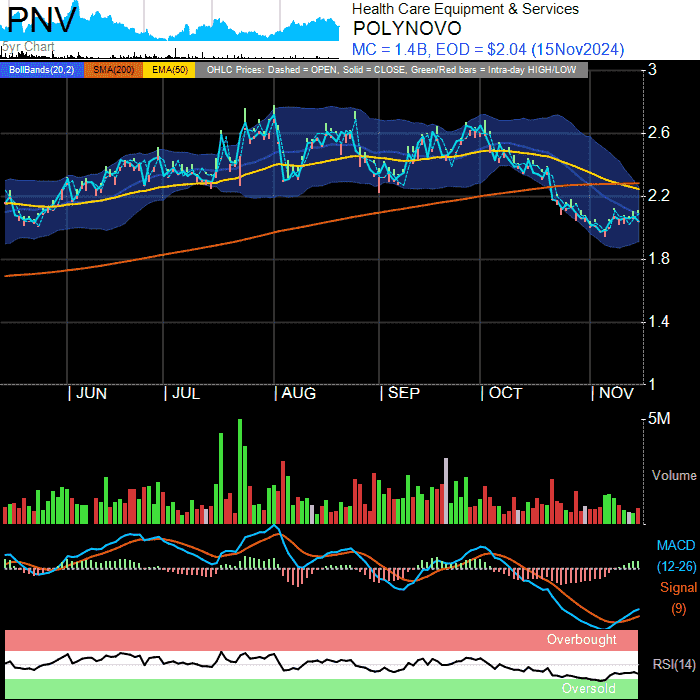 PNV
5yr Chart
Health Care Equipment & Services
POLYNOVO
MC = 1.4B, EOD = $2.04 (15Nov2024)
BollBands(20,2) SMA(200) EMA(50) OHLC Prices: Dashed = OPEN, Solid = CLOSE, Green/Red bars = Intra-day HIGH/LOW
3
2.6
2.2
1.8
1.4
1
| JUN | JUL | AUG | SEP | OCT | NOV
5M
Volume
MACD
(12-26)
Signal
(9)
Overbought
RSI(14)
Oversold